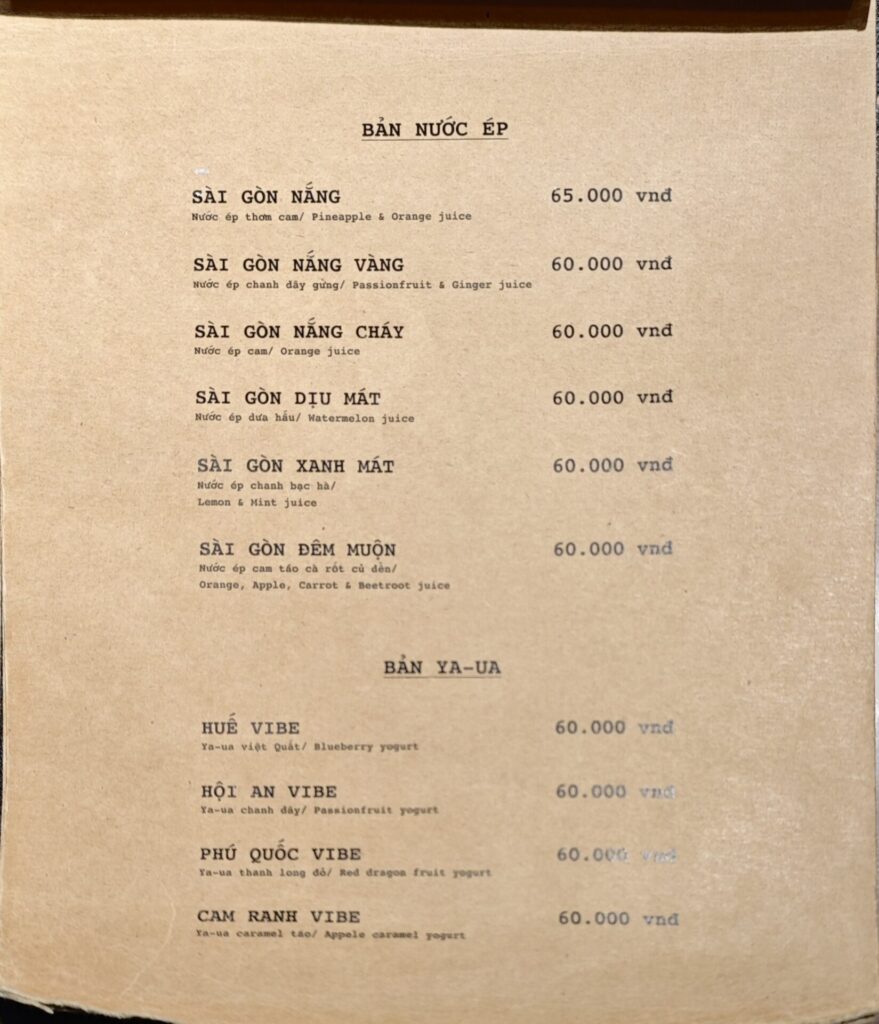 BẢN NƯỚC ÉP
SÀI GÒN NẮNG 65.000 vnđ
Nước ép thơm cam/ Pineapple & Orange juice
SÀI GÒN NẮNG VÀNG 60.000 vnđ
Nước ép chanh dây gừng/ Passionfruit & Ginger juice
SÀI GÒN NẮNG CHÁY 60.000 vnđ
Nước ép cam/ Orange juice
SÀI GÒN DỊU MÁT 60.000 vnđ
Nước ép dưa hấu/ Watermelon juice
SÀI GÒN XANH MÁT 60.000 vnđ
Nước ép chanh bạc hà/
Lemon & Mint juice
SÀI GÒN ĐÊM MUỘN 60.000 vnđ
Nước ép cam táo cà rốt củ dền/
Orange, Apple, Carrot & Beetroot juice
BẢN YA-UA
HUẾ VIBE 60.000 vnđ
Ya-ua việt Quất/ Blueberry yogurt
HỘI AN VIBE 60.000 vnđ
Ya-ua chanh dây/ Passionfruit yogurt
PHÚ QUỐC VIBE 60.000 vnđ
Ya-ua thanh long đỏ/ Red dragon fruit yogurt
CAM RANH VIBE 60.000 vnđ
Ya-ua caramel táo/ Appele caramel yogurt